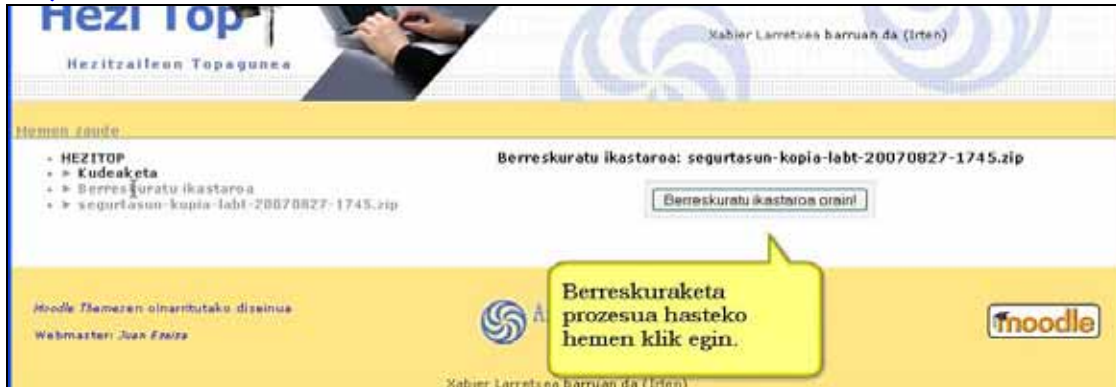 Hezi Top
Hezitzaileen Topagunea
Xabier Larretxea barruan da (Irten)
Hemen zaude
HEZITOP
► Kudeaketa
► Berreskuratu ikastaroa
► segurtasun-kopia-labt-20070827-1745.zip
Berreskuratu ikastaroa: segurtasun-kopia-labt-20070827-1745.zip
Berreskuratu ikastaroa orain!
Berreskuraketa
prozesua hasteko
hemen klik egin.
Moodle Themezen oinarritutako diseinua
Webmaster: Juan
moodle
Xabier Larretxea barruan da (Irten)